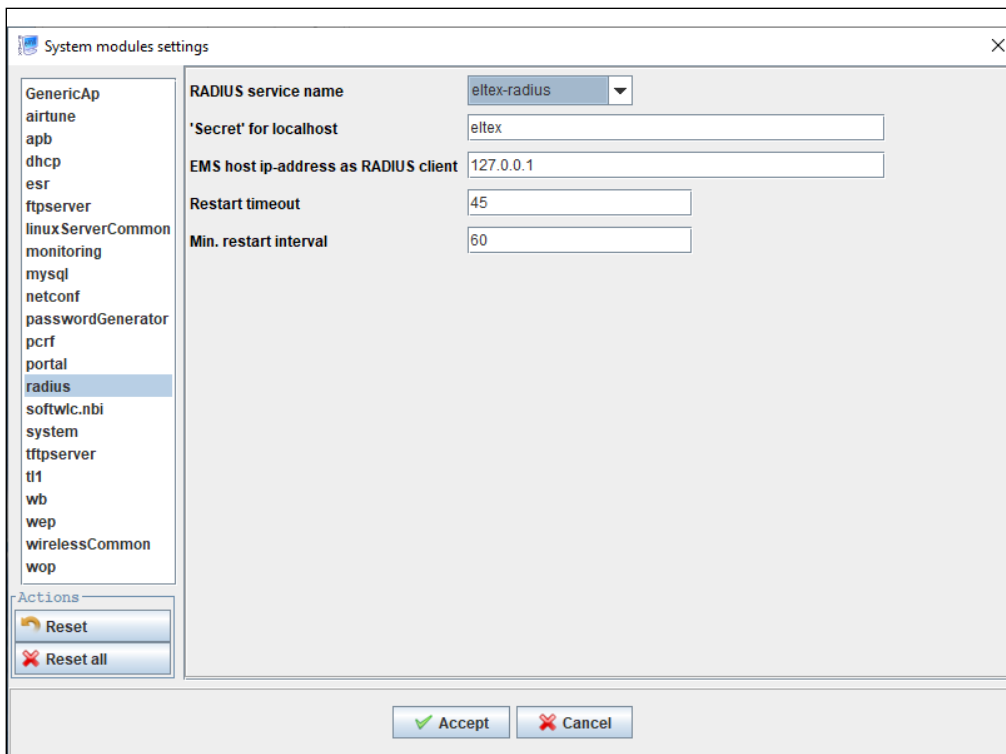 System modules settings
GenericAp
airtune
apb
dhcp
esr
ftpserver
linuxServerCommon
monitoring
mysql
netconf
passwordGenerator
pcrf
portal
radius
softwlc.nbi
system
tftpserver
tl1
wb
wep
wirelessCommon
wop
Actions
Reset
Reset all
RADIUS service name eltex-radius
'Secret' for localhost eltex
EMS host ip-address as RADIUS client 127.0.0.1
Restart timeout 45
Min. restart interval 60
Accept Cancel